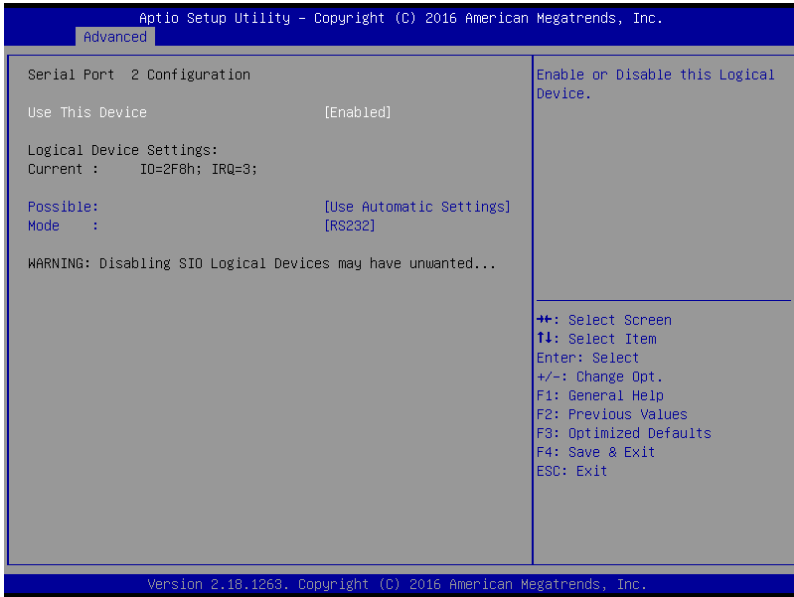 Aptio Setup Utility – Copyright (C) 2016 American Megatrends, Inc.
Advanced
Serial Port  2 Configuration
Use This Device [Enabled]
Logical Device Settings:
Current :  IO=2F8h; IRQ=3;
Possible: [Use Automatic Settings]
Mode : [RS232]
WARNING: Disabling SIO Logical Devices may have unwanted...
Enable or Disable this Logical
Device.
→←: Select Screen
↑↓: Select Item
Enter: Select
+/-: Change Opt.
F1: General Help
F2: Previous Values
F3: Optimized Defaults
F4: Save & Exit
ESC: Exit
Version 2.18.1263. Copyright (C) 2016 American Megatrends, Inc.